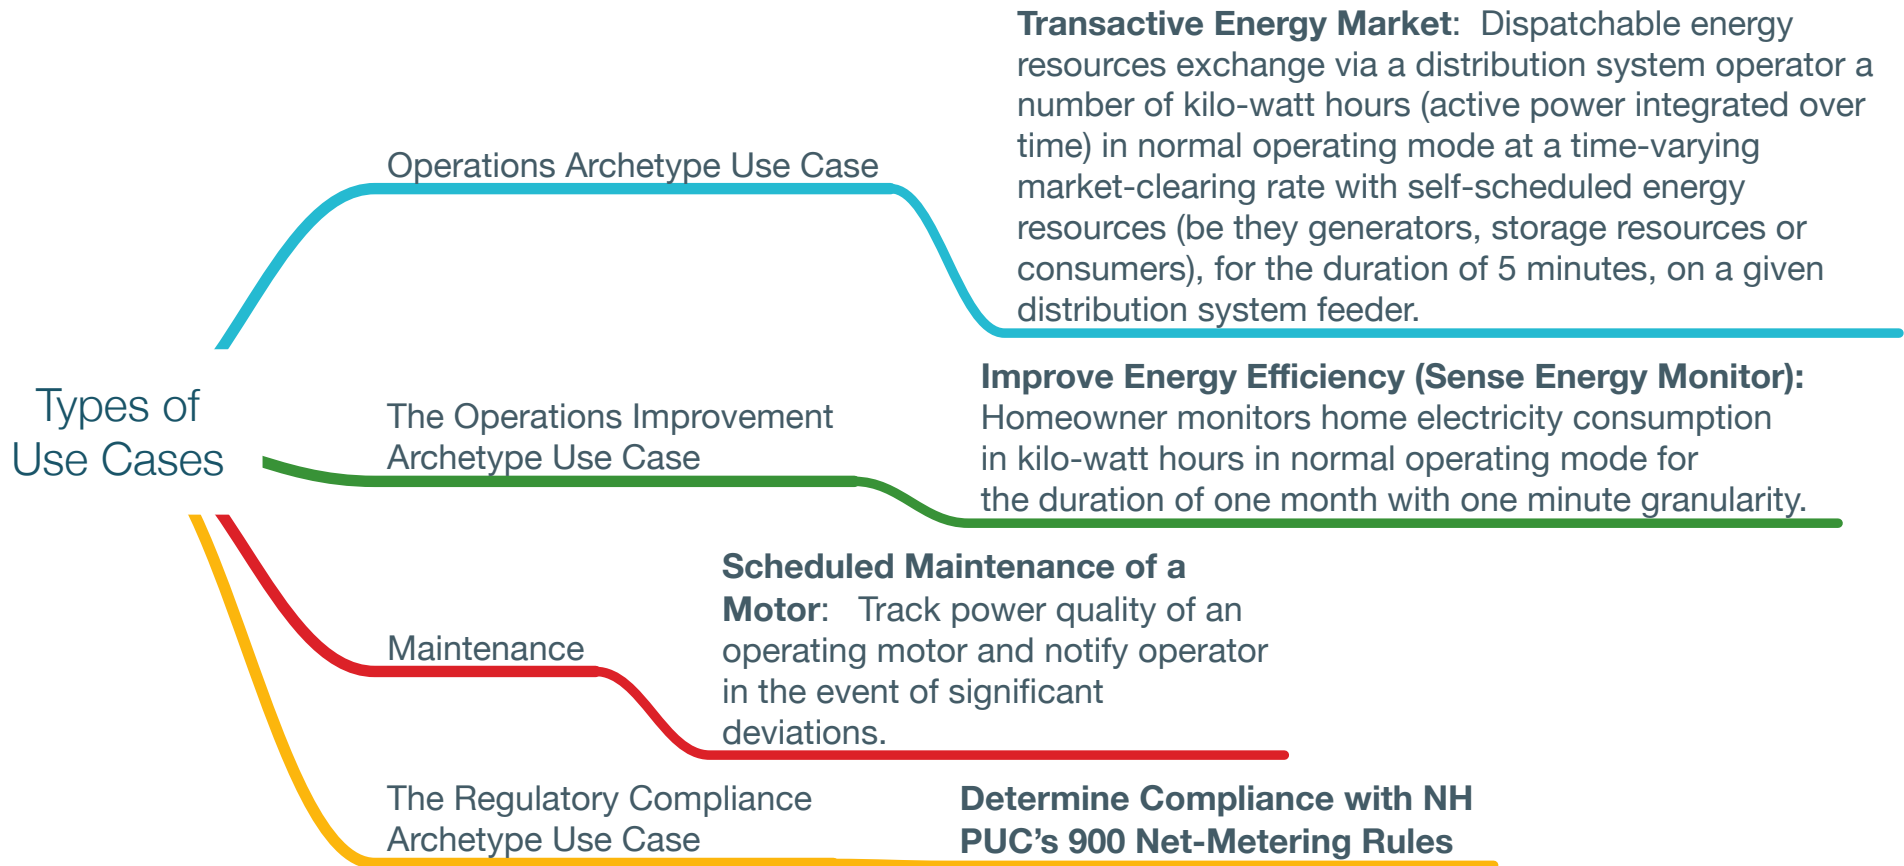 Types of
Use Cases
Operations Archetype Use Case
Transactive Energy Market:  Dispatchable energy
resources exchange via a distribution system operator a
number of kilo-watt hours (active power integrated over
time) in normal operating mode at a time-varying
market-clearing rate with self-scheduled energy
resources (be they generators, storage resources or
consumers), for the duration of 5 minutes, on a given
distribution system feeder.
The Operations Improvement
Archetype Use Case
Improve Energy Efficiency (Sense Energy Monitor):
Homeowner monitors home electricity consumption
in kilo-watt hours in normal operating mode for
the duration of one month with one minute granularity.
Maintenance
Scheduled Maintenance of a
Motor:   Track power quality of an
operating motor and notify operator
in the event of significant
deviations.
The Regulatory Compliance
Archetype Use Case
Determine Compliance with NH
PUC’s 900 Net-Metering Rules